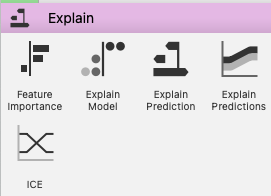 Explain
Feature Importance
Explain Model
Explain Prediction
Explain Predictions
ICE